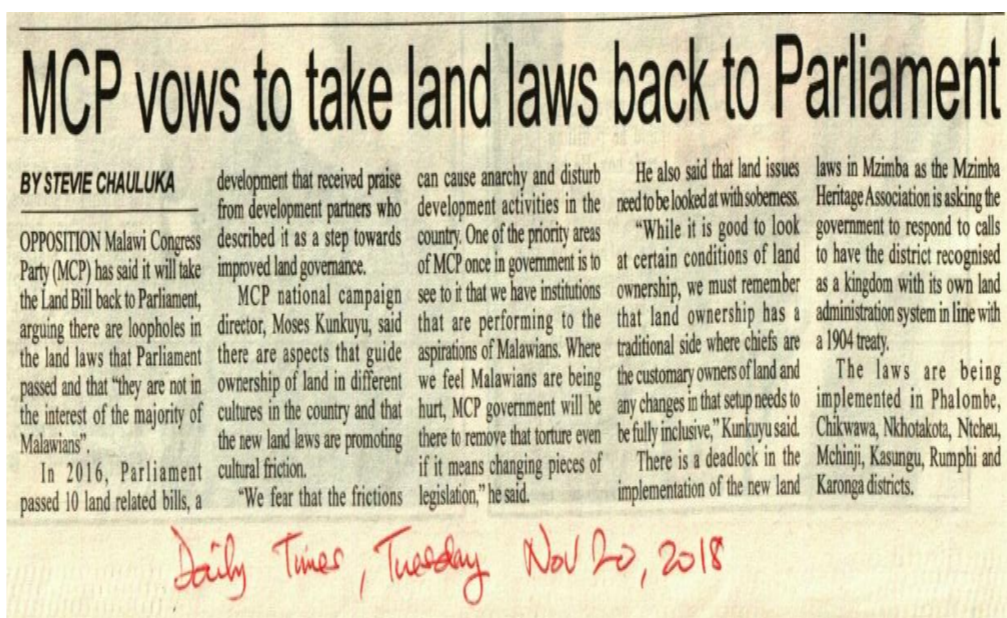 MCP vows to take land laws back to Parliament
BY STEVIE CHAULUKA
OPPOSITION Malawi Congress
Party (MCP) has said it will take
the Land Bill back to Parliament,
arguing there are loopholes in
the land laws that Parliament
passed and that "they are not in
the interest of the majority of
Malawians".
In 2016, Parliament
passed 10 land related bills, a
development that received praise
from development partners who
described it as a step towards
improved land governance.
MCP national campaign
director, Moses Kunkuyu, said
there are aspects that guide
ownership of land in different
cultures in the country and that
the new land laws are promoting
cultural friction.
"We fear that the frictions
can cause anarchy and disturb
development activities in the
country. One of the priority areas
of MCP once in government is to
see to it that we have institutions
that are performing to the
aspirations of Malawians. Where
we feel Malawians are being
hurt, MCP government will be
there to remove that torture even
if it means changing pieces of
legislation," he said.
He also said that land issues
need to be looked at with soberness.
"While it is good to look
at certain conditions of land
ownership, we must remember
that land ownership has a
traditional side where chiefs are
the customary owners of land and
any changes in that setup needs to
be fully inclusive," Kunkuyu said.
There is a deadlock in the
implementation of the new land
laws in Mzimba as the Mzimba
Heritage Association is asking the
government to respond to calls
to have the district recognised
as a kingdom with its own land
administration system in line with
a 1904 treaty.
The laws are being
implemented in Phalombe,
Chikwawa, Nkhotakota, Ntcheu,
Mchinji, Kasungu, Rumphi and
Karonga districts.
Daily Times, Tuesday Nov 20, 2018